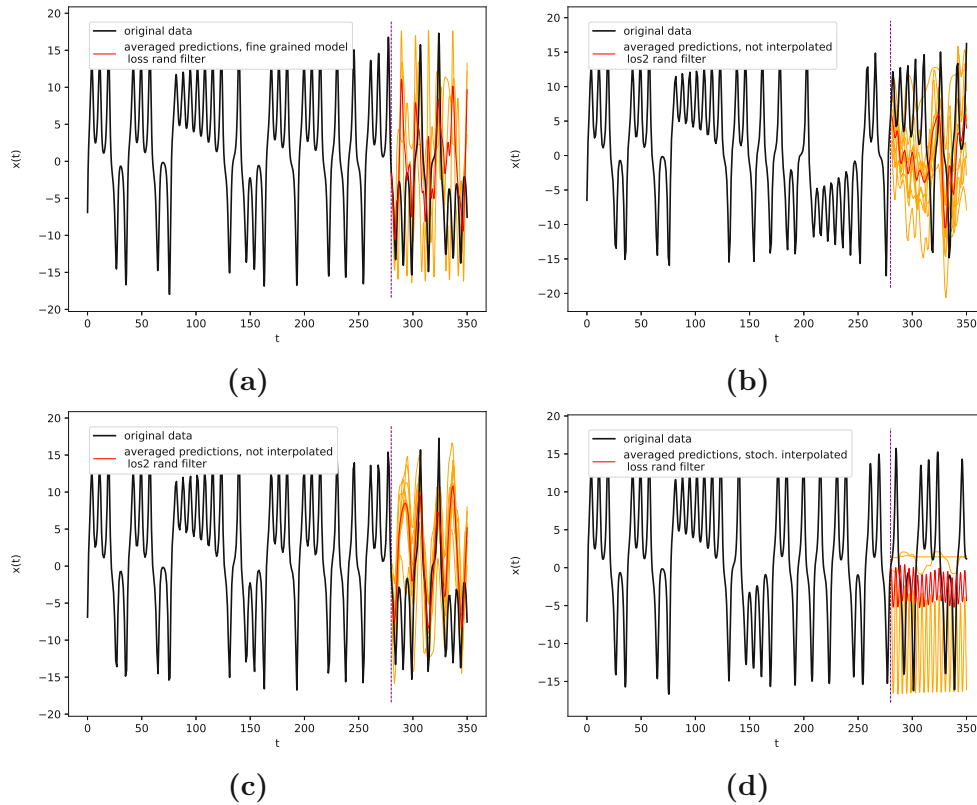 original data
averaged predictions, fine grained model
loss rand filter
x(t)
20
15
10
5
0
−5
−10
−15
−20
0 50 100 150 200 250 300 350
t
(a)
original data
averaged predictions, not interpolated
los2 rand filter
x(t)
15
10
5
0
−5
−10
−15
−20
0 50 100 150 200 250 300 350
t
(b)
original data
averaged predictions, not interpolated
los2 rand filter
x(t)
20
15
10
5
0
−5
−10
−15
−20
0 50 100 150 200 250 300 350
t
(c)
original data
averaged predictions, stoch. interpolated
loss rand filter
x(t)
20
15
10
5
0
−5
−10
−15
0 50 100 150 200 250 300 350
t
(d)